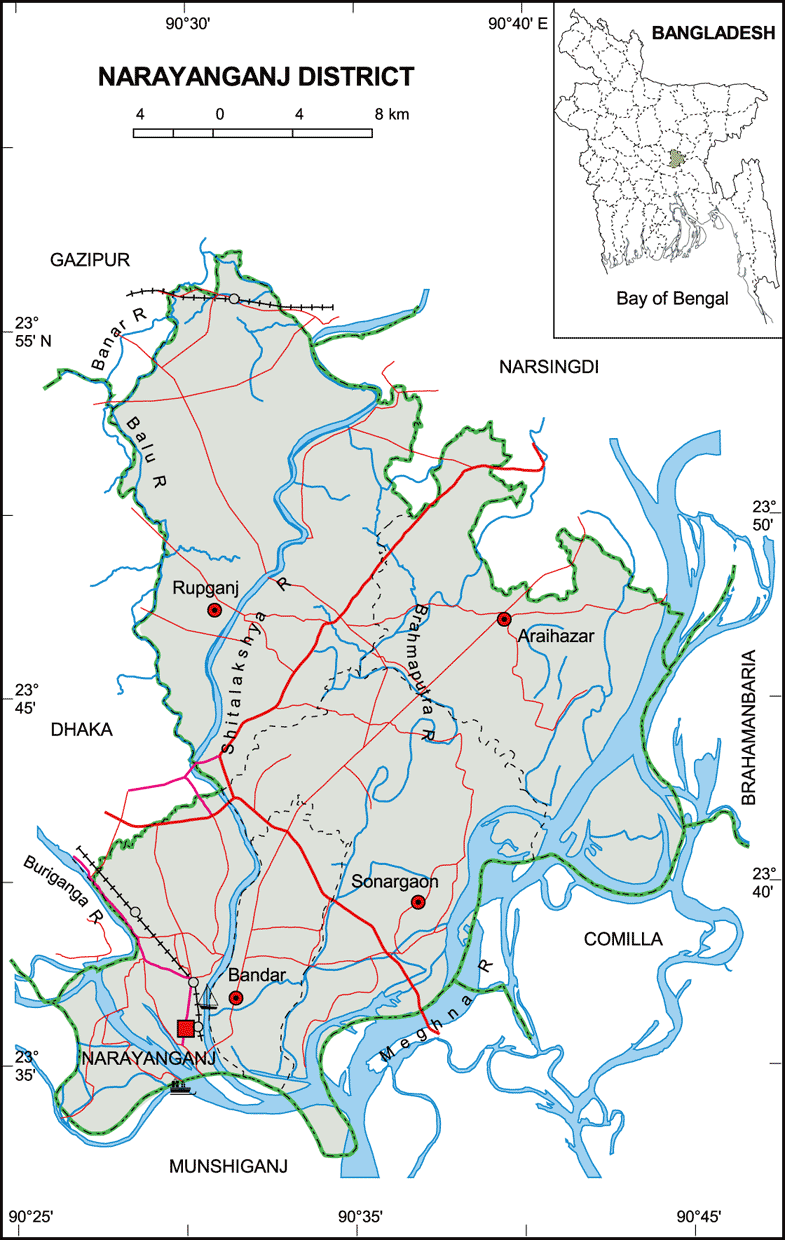 90°30'
90°40' E
BANGLADESH
NARAYANGANJ DISTRICT
4 0 4 8 km
Bay of Bengal
GAZIPUR
23°
55' N
Banar R
NARSINGDI
Balu R
23°
50'
Rupganj
Shitalakshya R
Brahmaputra R
Araihazar
23°
45'
DHAKA
BRAHAMANBARIA
Buriganga R
Sonargaon
23°
40'
COMILLA
Bandar
Meghna R
NARAYANGANJ
23°
35'
MUNSHIGANJ
90°25'
90°35'
90°45'